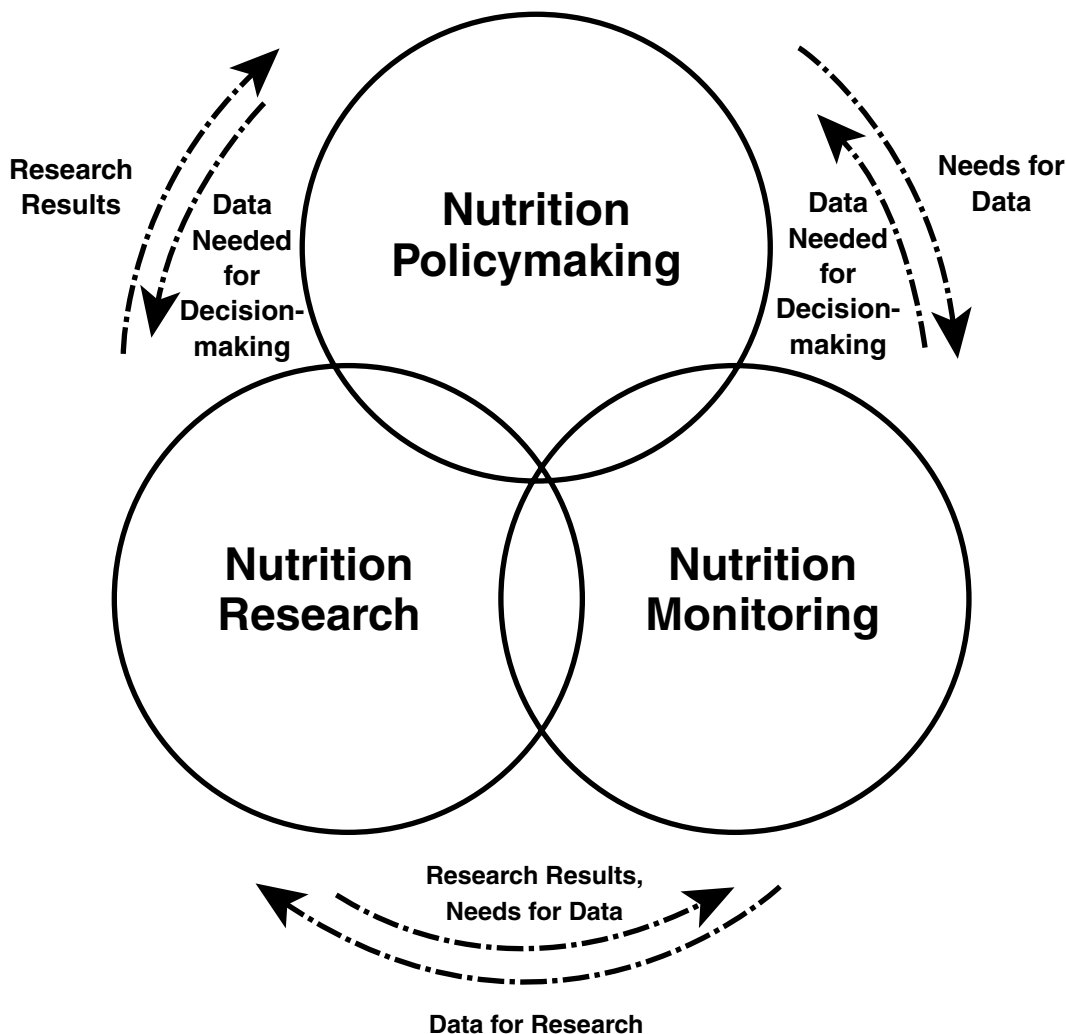 Nutrition
Policymaking
Research
Results
Data
Needed
for
Decision-
making
Data
Needed
for
Decision-
making
Needs for
Data
Nutrition
Research
Nutrition
Monitoring
Research Results,
Needs for Data
Data for Research